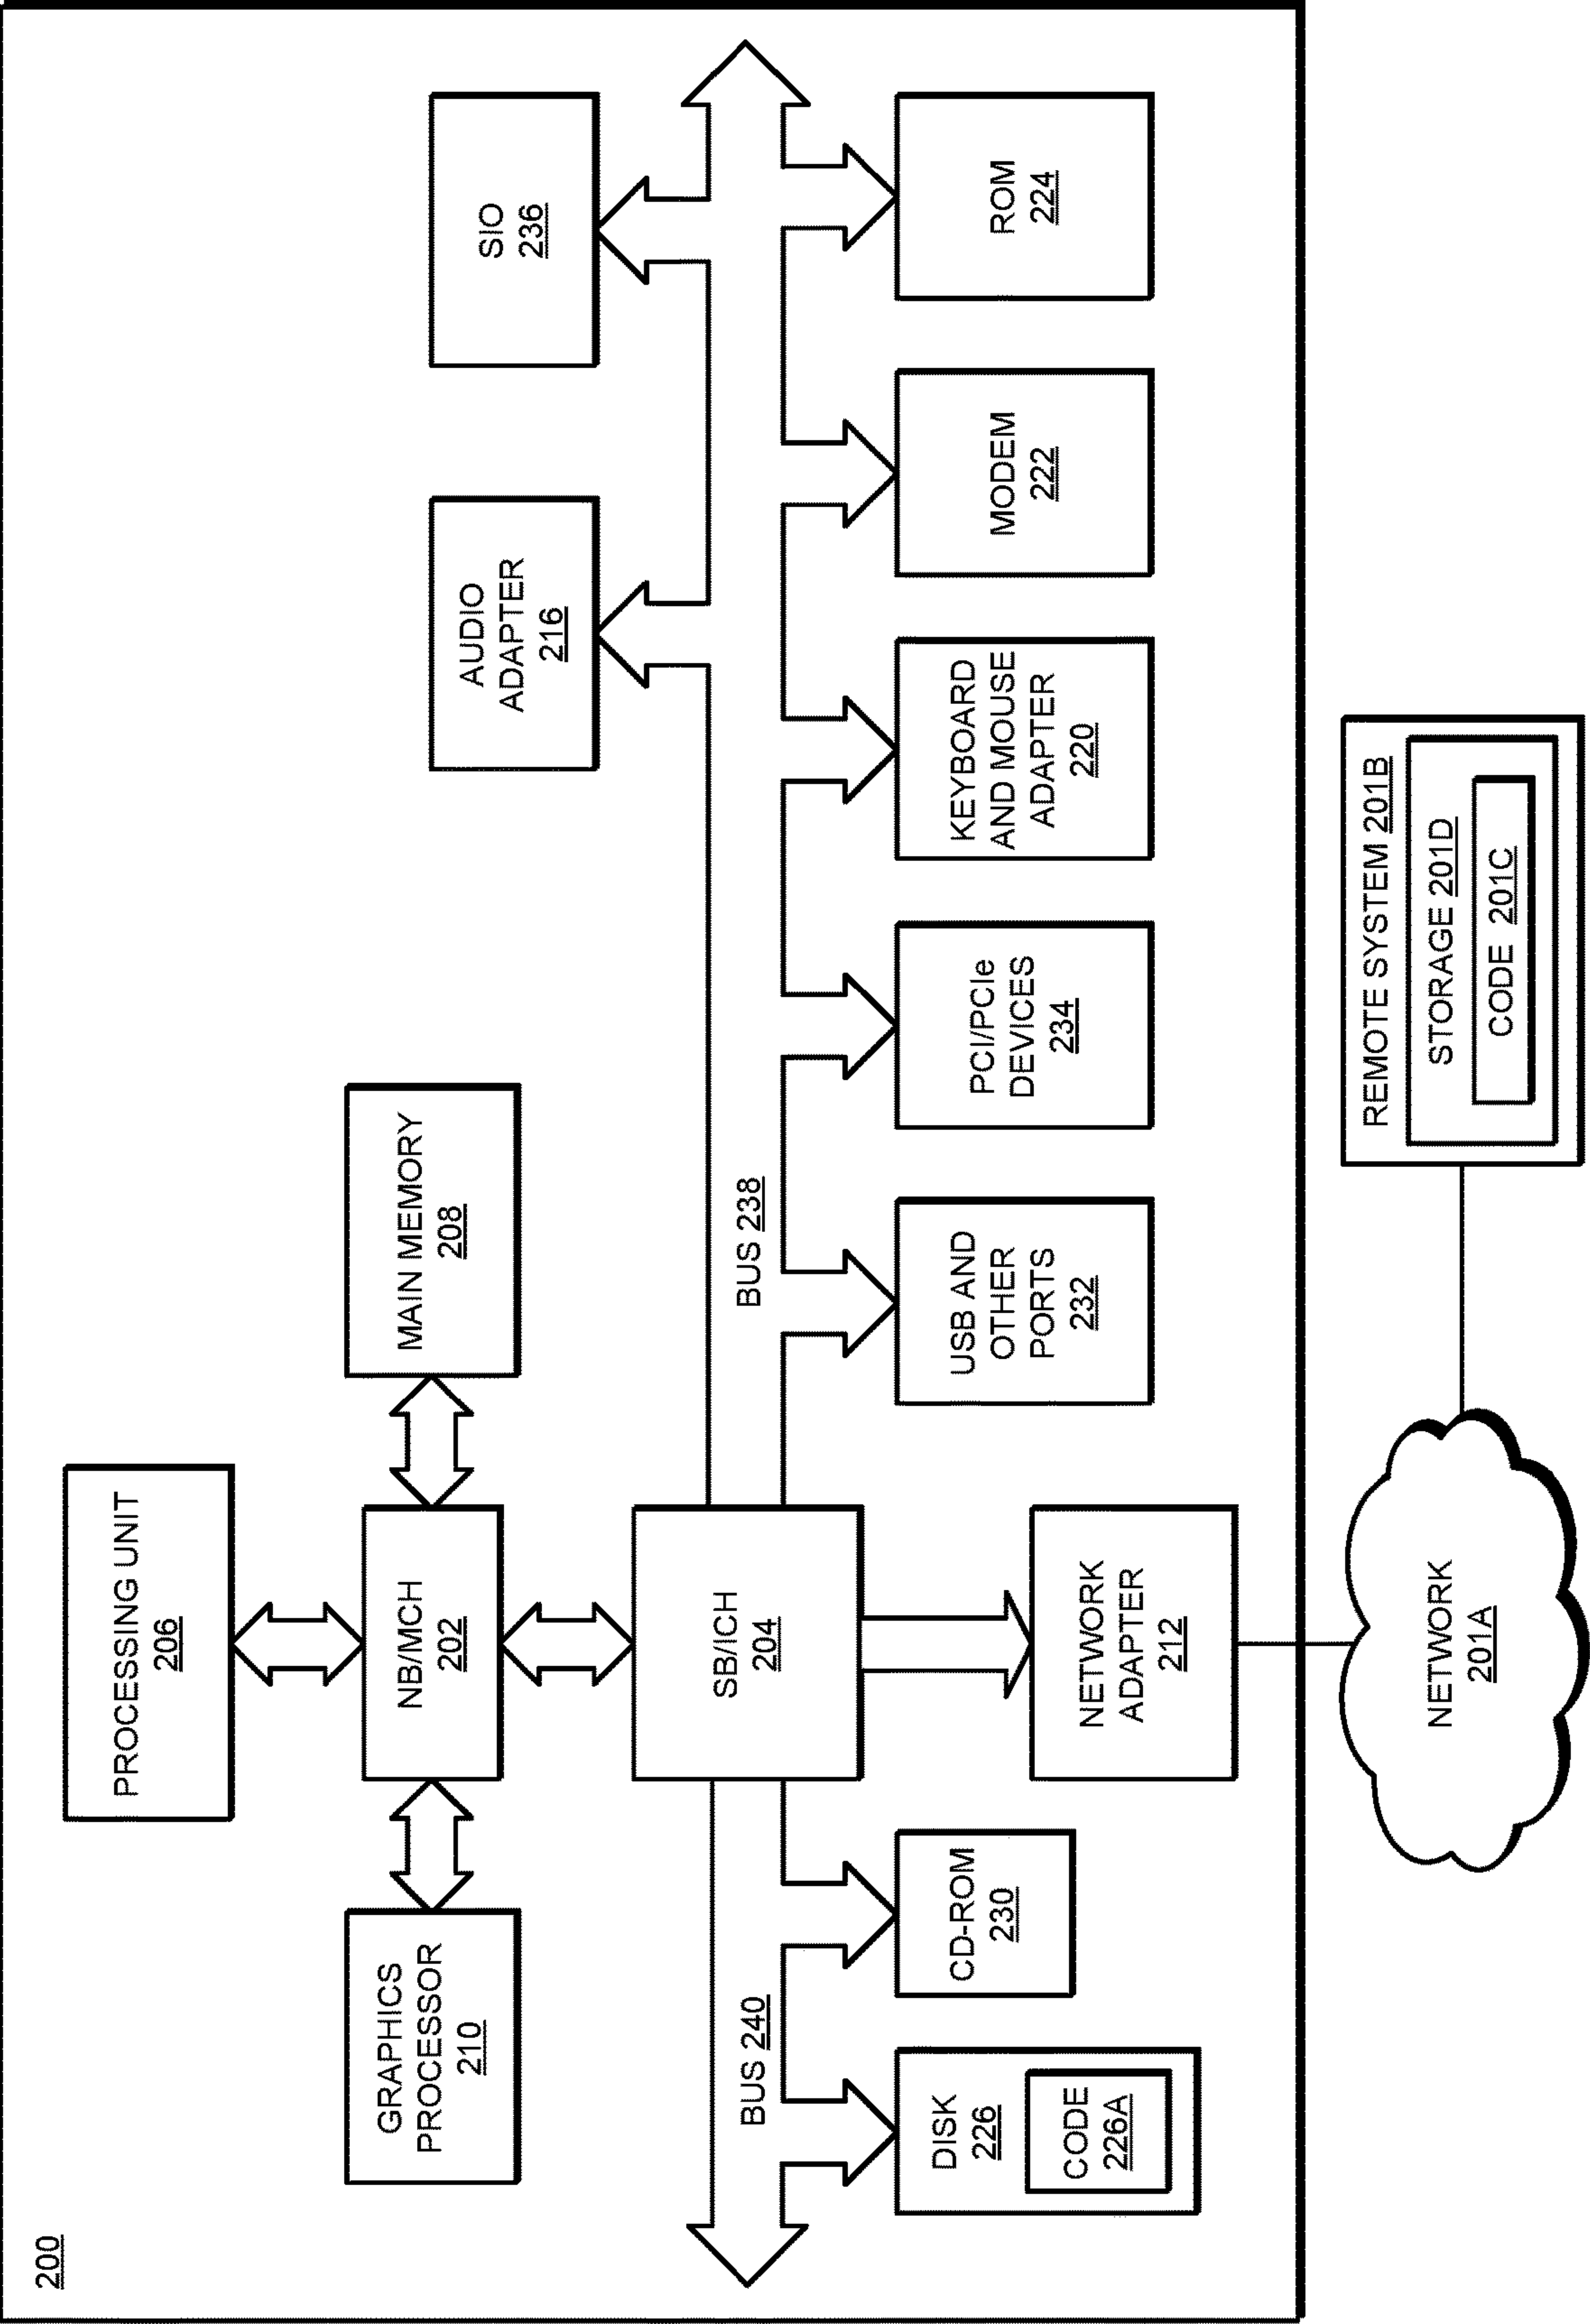 200
PROCESSING UNIT
206
GRAPHICS
PROCESSOR
210
NB/MCH
202
MAIN MEMORY
208
AUDIO
ADAPTER
216
SIO
236
SB/ICH
204
BUS 240
BUS 238
DISK
226
CODE
226A
CD-ROM
230
USB AND
OTHER
PORTS
232
PCI/PCIe
DEVICES
234
KEYBOARD
AND MOUSE
ADAPTER
220
MODEM
222
ROM
224
NETWORK
ADAPTER
212
NETWORK
201A
REMOTE SYSTEM 201B
STORAGE 201D
CODE 201C